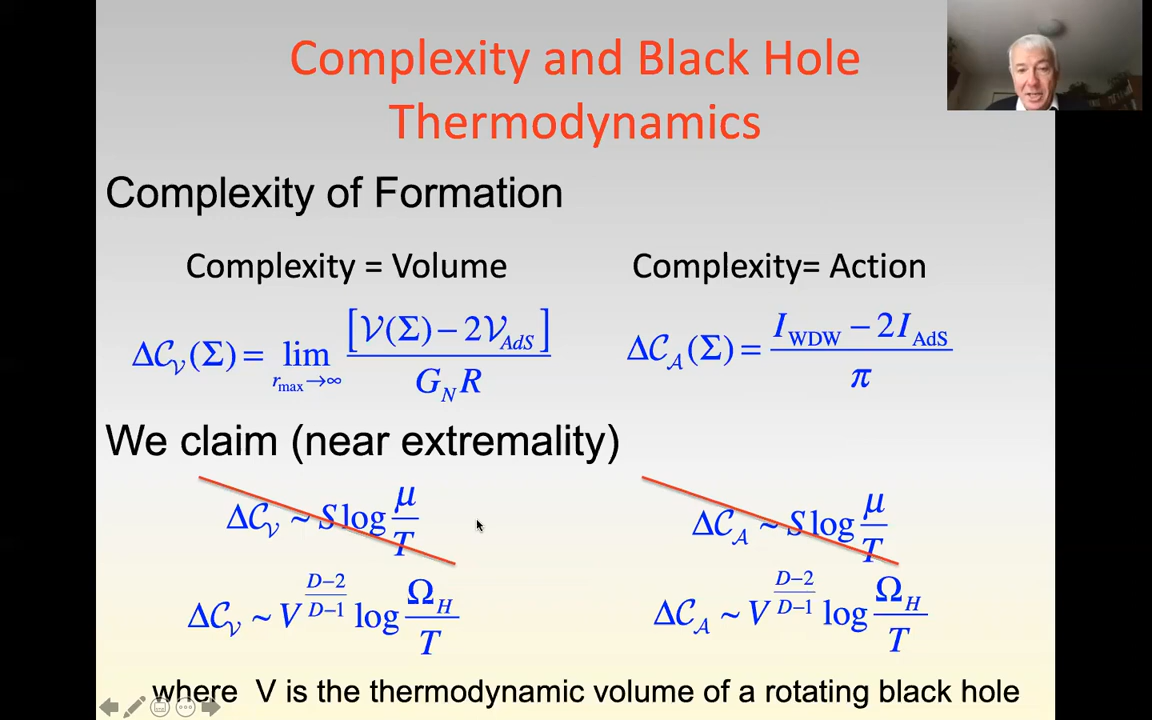 Complexity and Black Hole
Thermodynamics
Complexity of Formation
Complexity = Volume
Complexity= Action
Δ𝒞_𝒱(Σ) = lim_{r_max→∞} [𝒱(Σ) − 2𝒱_AdS] / G_N R
Δ𝒞_𝒜(Σ) = (I_WDW − 2I_AdS) / π
We claim (near extremality)
Δ𝒞_𝒱 ~ S log μ/T
Δ𝒞_𝒜 ~ S log μ/T
Δ𝒞_𝒱 ~ V^{(D−2)/(D−1)} log Ω_H/T
Δ𝒞_𝒜 ~ V^{(D−2)/(D−1)} log Ω_H/T
where V is the thermodynamic volume of a rotating black hole